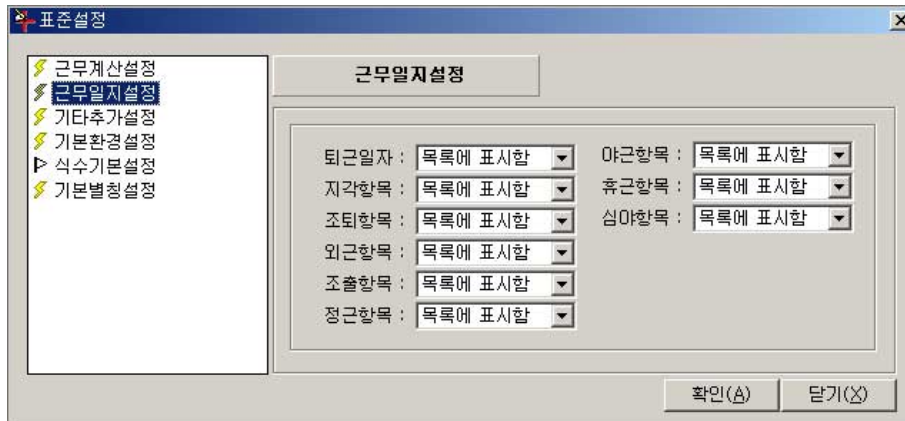 표준설정
근무계산설정
근무일지설정
기타추가설정
기본환경설정
식수기본설정
기본별칭설정
근무일지설정
퇴근일자 : 목록에 표시함
지각항목 : 목록에 표시함
조퇴항목 : 목록에 표시함
외근항목 : 목록에 표시함
조출항목 : 목록에 표시함
정근항목 : 목록에 표시함
야근항목 : 목록에 표시함
휴근항목 : 목록에 표시함
심야항목 : 목록에 표시함
확인(A) 닫기(X)